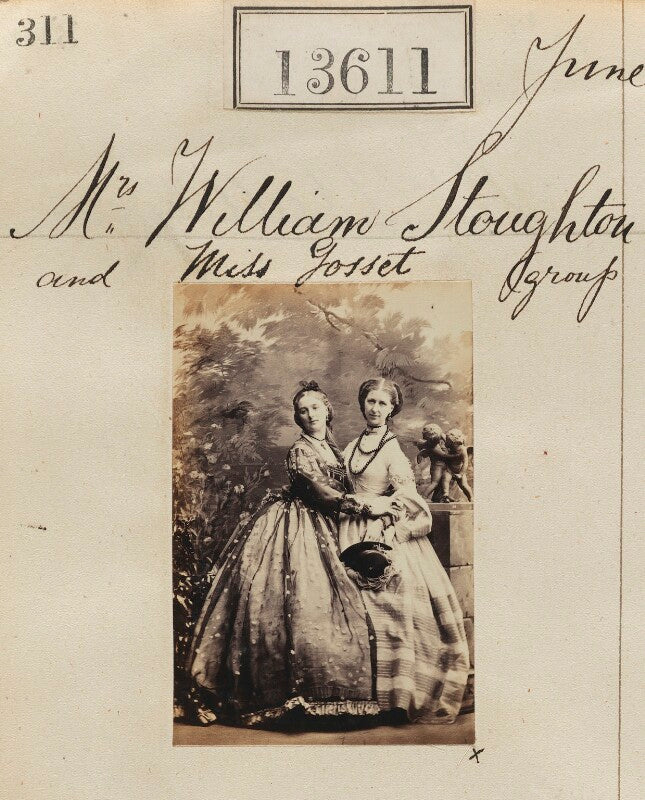 311
13611
June
Mrs William Stoughton
and Miss Gosset (group
x